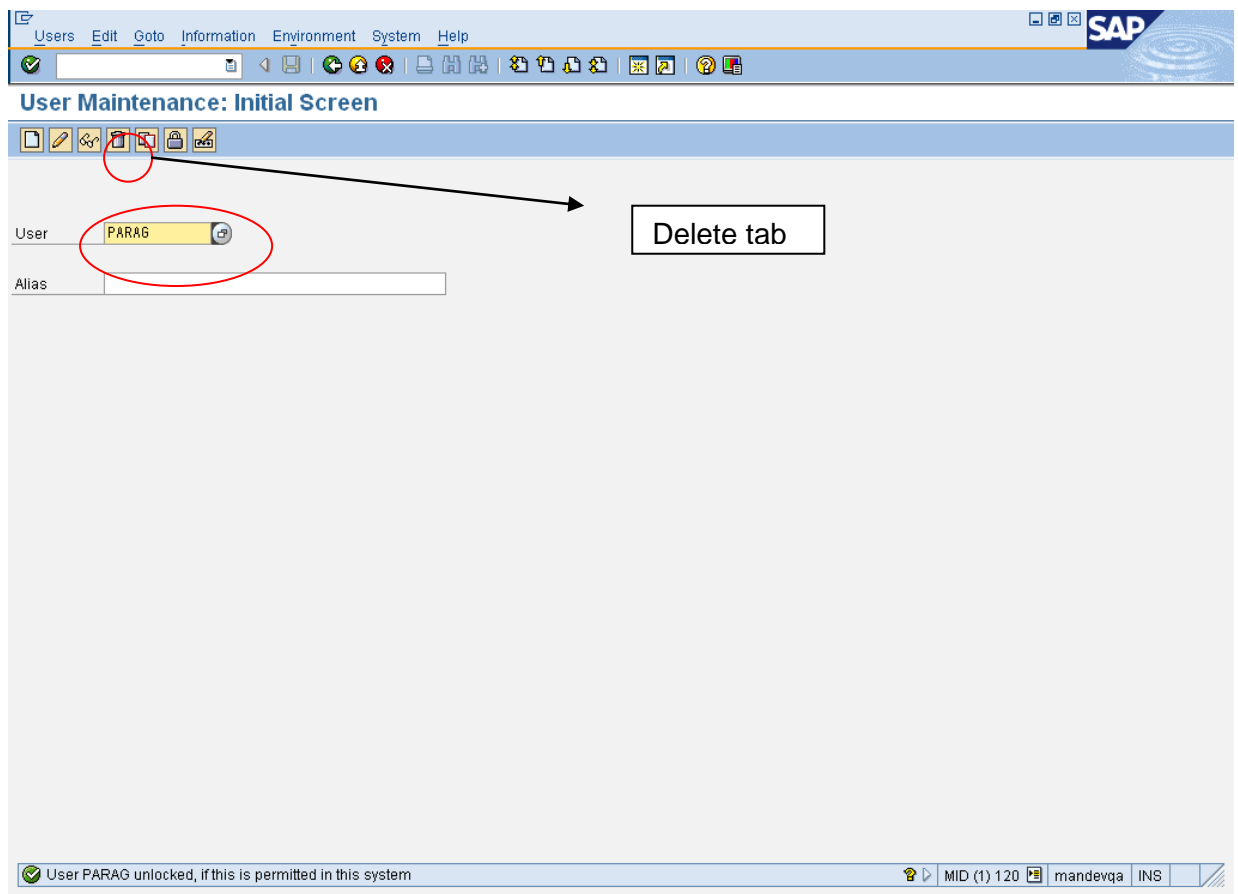 Users Edit Goto Information Environment System Help
SAP
User Maintenance: Initial Screen
User PARAG
Delete tab
Alias
User PARAG unlocked, if this is permitted in this system MID (1) 120 mandevqa INS